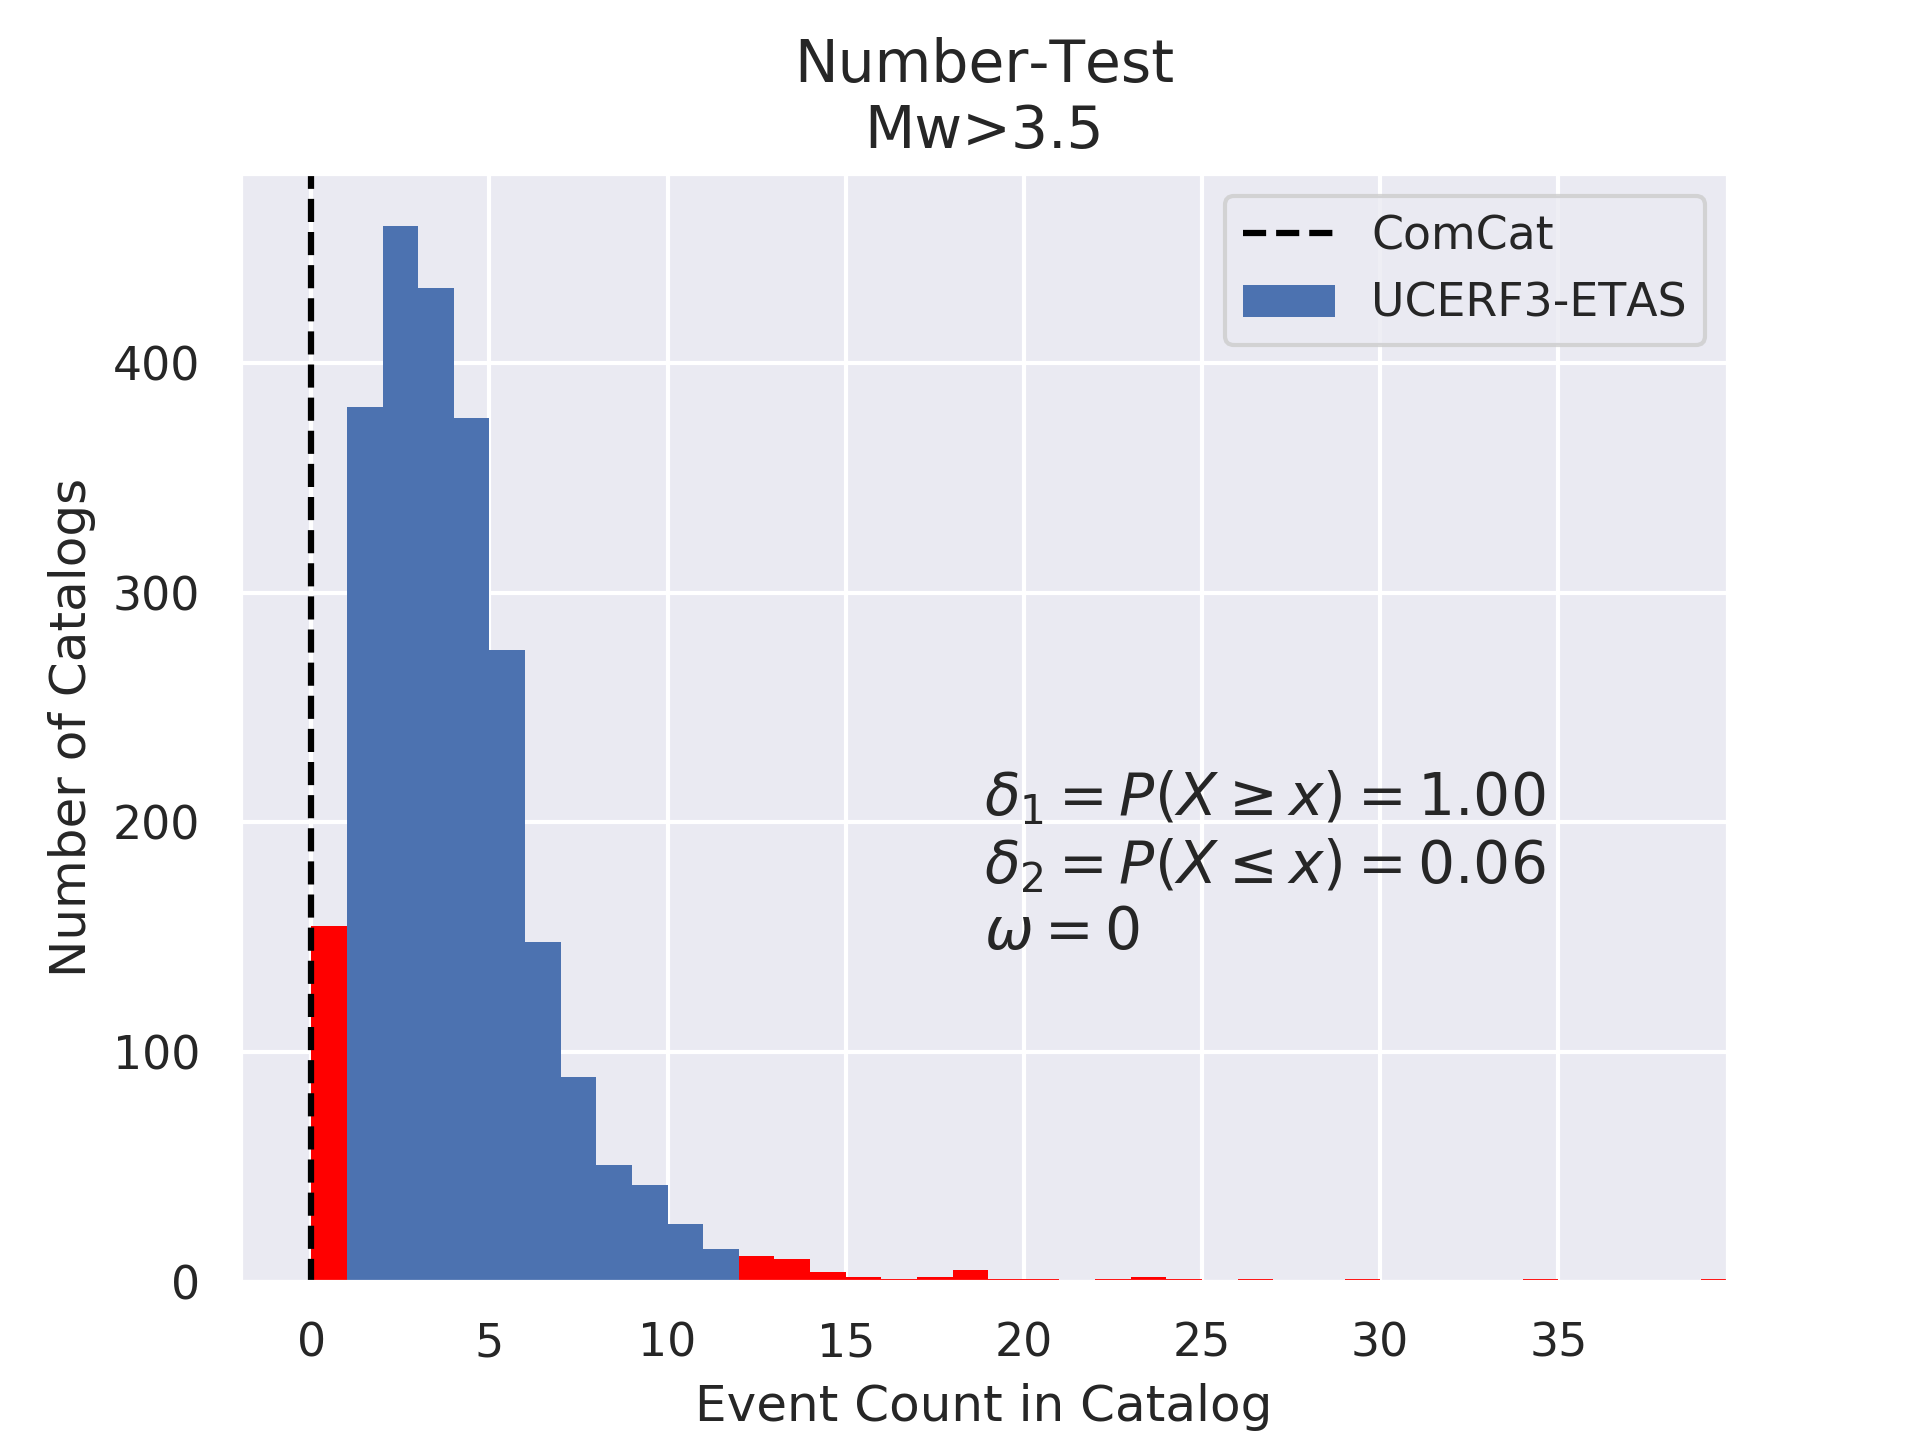 Number-Test
Mw>3.5
ComCat
UCERF3-ETAS
400
300
200
100
0
Number of Catalogs
δ₁ = P(X ≥ x) = 1.00
δ₂ = P(X ≤ x) = 0.06
ω = 0
0 5 10 15 20 25 30 35
Event Count in Catalog